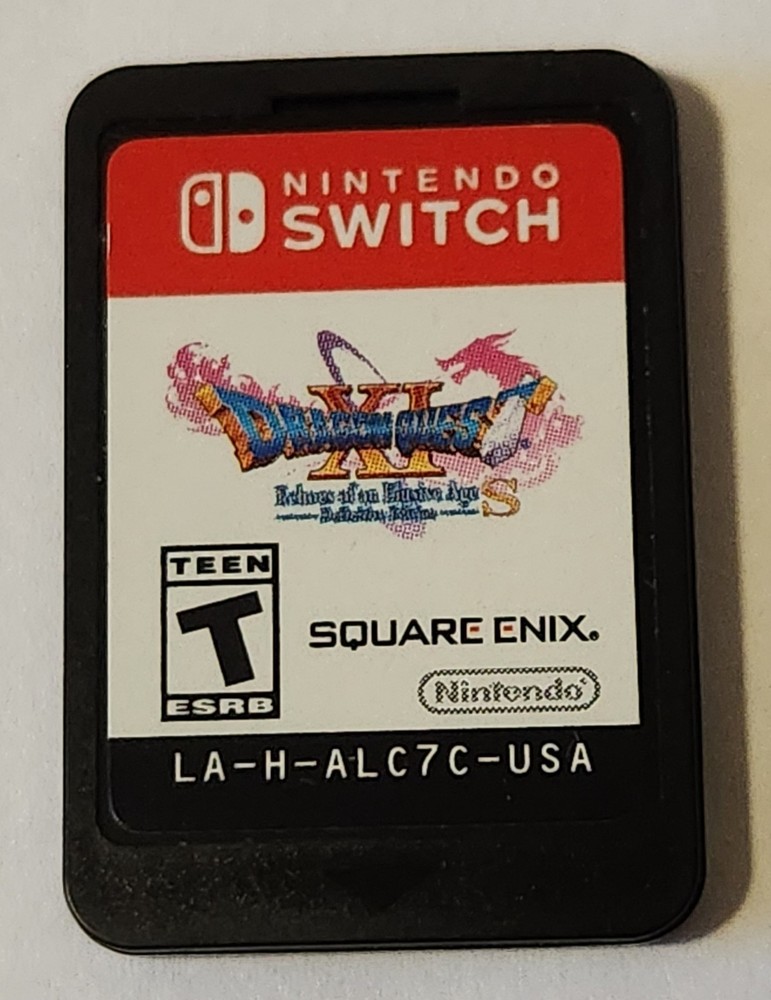 NINTENDO
SWITCH
XI
DRAGON QUEST
Echoes of an Elusive Age S
Definitive Edition
TEEN
T
ESRB
SQUARE ENIX.
Nintendo
LA-H-ALC7C-USA